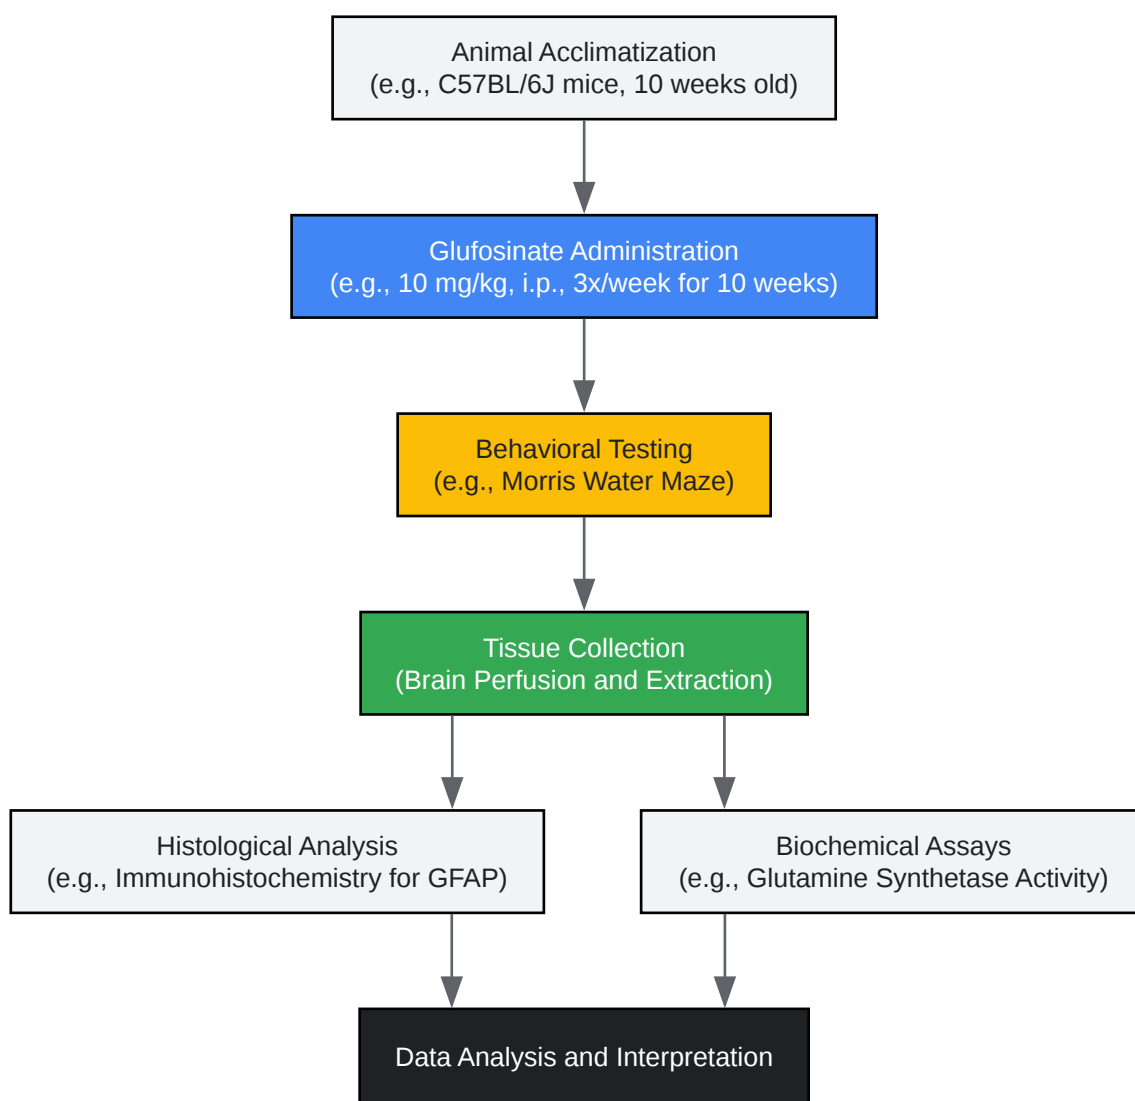 Animal Acclimatization
(e.g., C57BL/6J mice, 10 weeks old)
Glufosinate Administration
(e.g., 10 mg/kg, i.p., 3x/week for 10 weeks)
Behavioral Testing
(e.g., Morris Water Maze)
Tissue Collection
(Brain Perfusion and Extraction)
Histological Analysis
(e.g., Immunohistochemistry for GFAP)
Biochemical Assays
(e.g., Glutamine Synthetase Activity)
Data Analysis and Interpretation